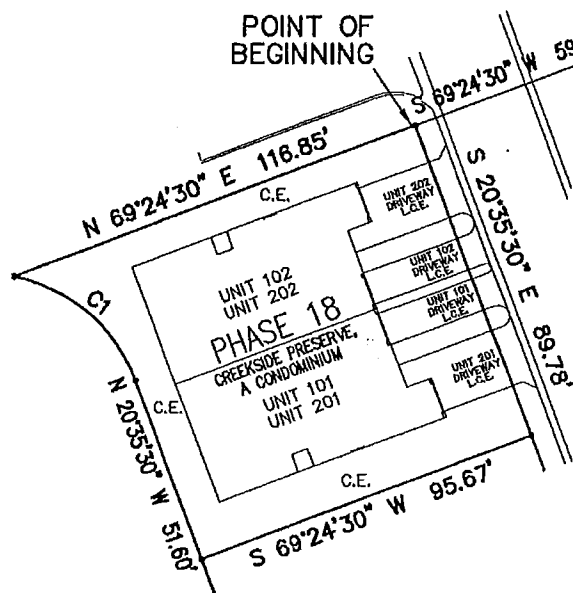 POINT OF
BEGINNING
S 69°24'30" W 59
N 69°24'30" E 116.85'
C.E.
UNIT 202
DRIVEWAY
L.C.E.
S 20°35'30" E 89.78'
UNIT 102
DRIVEWAY
L.C.E.
UNIT 102
UNIT 202
C1
PHASE 18
CREEKSIDE PRESERVE,
A CONDOMINIUM
UNIT 101
DRIVEWAY
L.C.E.
UNIT 101
UNIT 201
UNIT 201
DRIVEWAY
L.C.E.
C.E.
N 20°35'30" W 51.60'
C.E.
S 69°24'30" W 95.67'